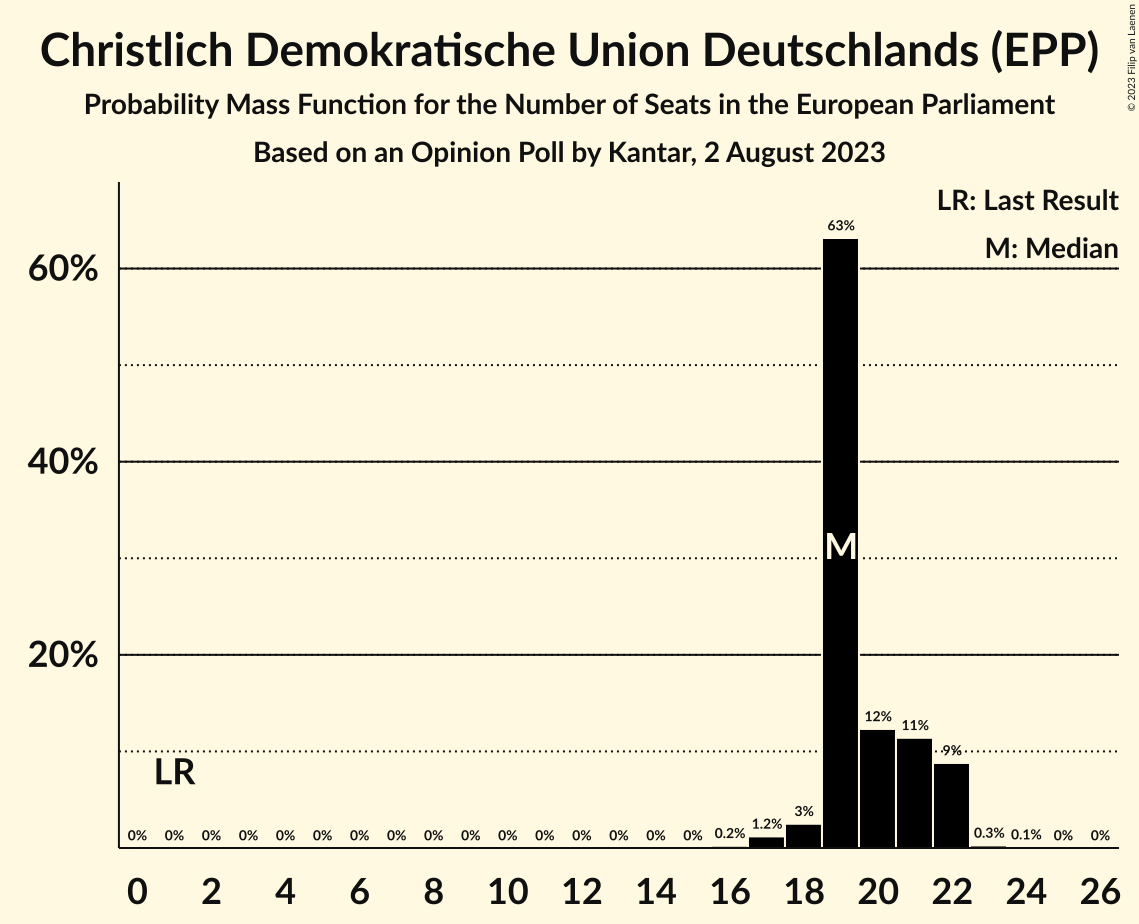 Christlich Demokratische Union Deutschlands (EPP)
Probability Mass Function for the Number of Seats in the European Parliament
Based on an Opinion Poll by Kantar, 2 August 2023
© 2023 Filip van Laenen
LR: Last Result
M: Median
63%
60%
40%
M
20%
12%
11%
9%
LR
0% 0% 0% 0% 0% 0% 0% 0% 0% 0% 0% 0% 0% 0% 0% 0% 0.2% 1.2% 3% 0.3% 0.1% 0% 0%
0 2 4 6 8 10 12 14 16 18 20 22 24 26